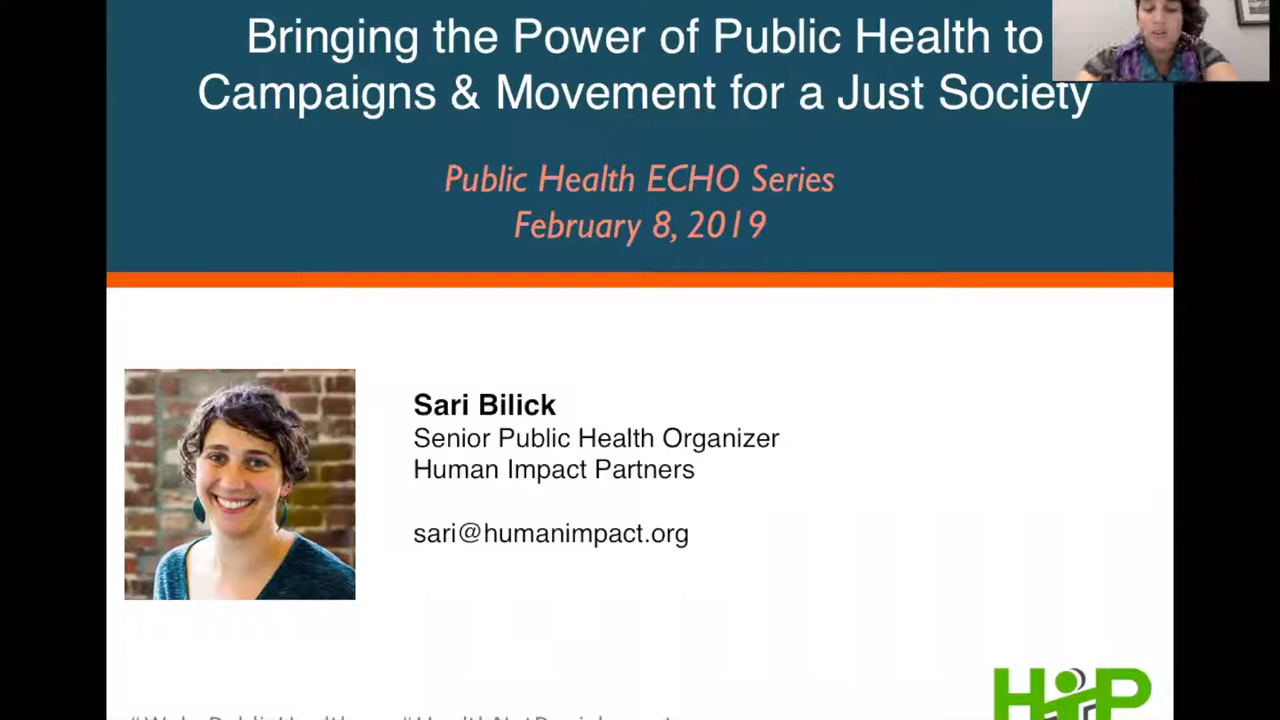 Bringing the Power of Public Health to
Campaigns & Movement for a Just Society
Public Health ECHO Series
February 8, 2019
Sari Bilick
Senior Public Health Organizer
Human Impact Partners
sari@humanimpact.org
HiP